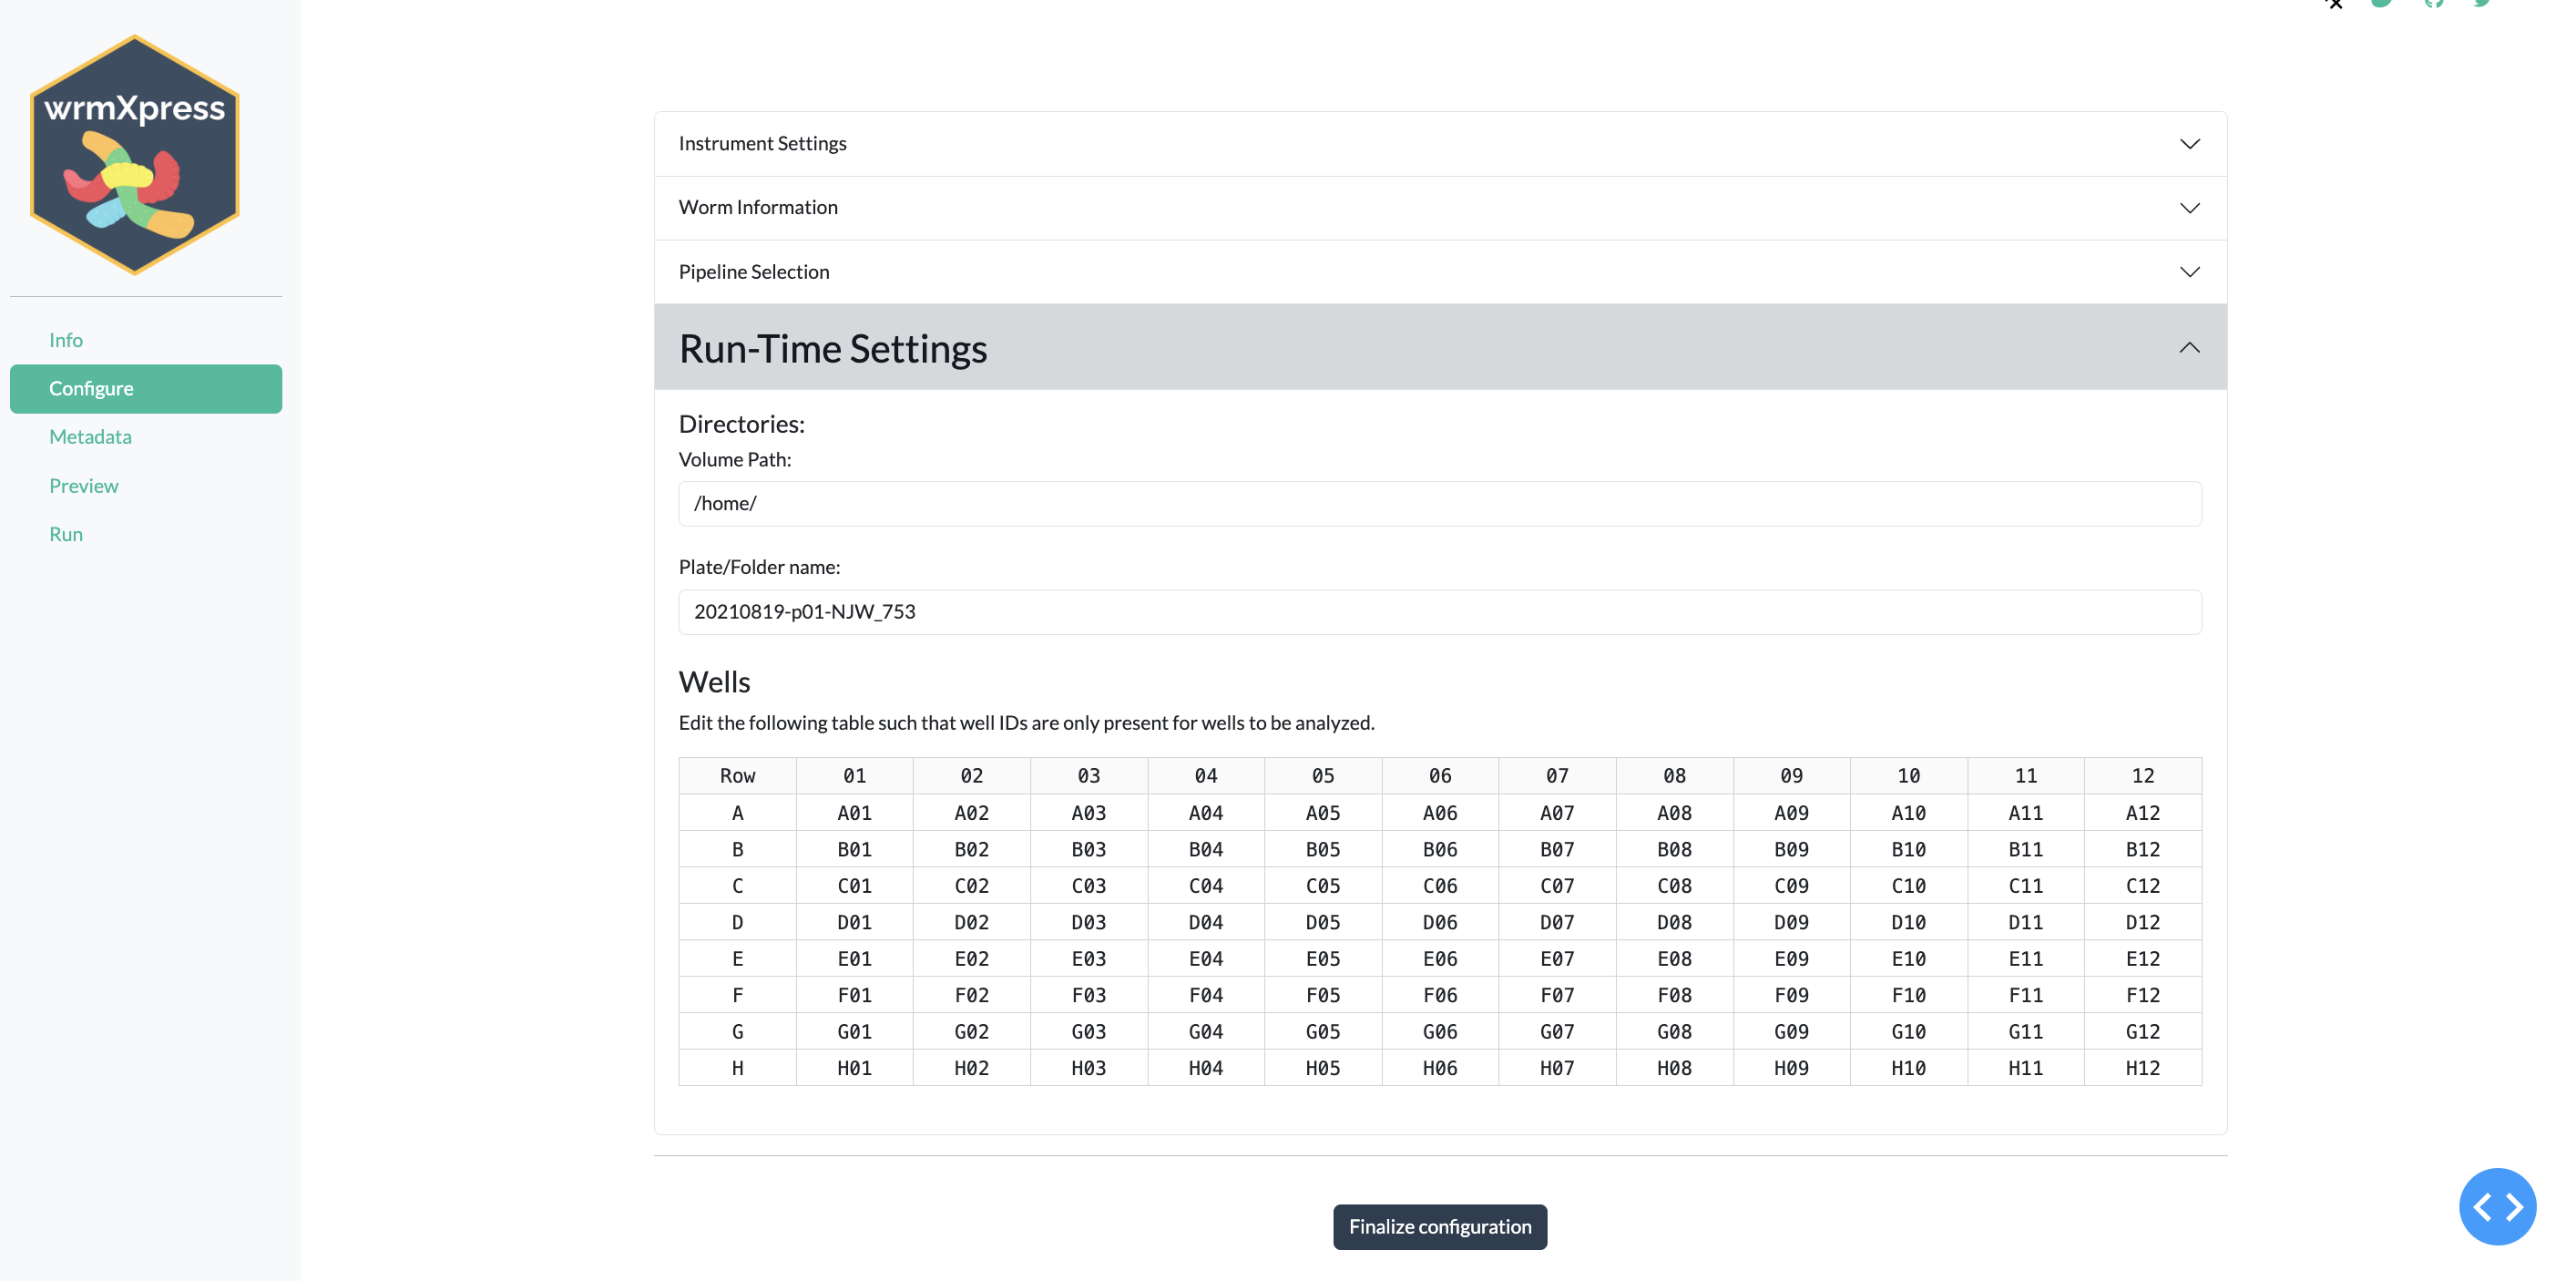 wrmXpress
Info
Configure
Metadata
Preview
Run
Instrument Settings
Worm Information
Pipeline Selection
Run-Time Settings
Directories:
Volume Path:
/home/
Plate/Folder name:
20210819-p01-NJW_753
Wells
Edit the following table such that well IDs are only present for wells to be analyzed.
Row 01 02 03 04 05 06 07 08 09 10 11 12
A A01 A02 A03 A04 A05 A06 A07 A08 A09 A10 A11 A12
B B01 B02 B03 B04 B05 B06 B07 B08 B09 B10 B11 B12
C C01 C02 C03 C04 C05 C06 C07 C08 C09 C10 C11 C12
D D01 D02 D03 D04 D05 D06 D07 D08 D09 D10 D11 D12
E E01 E02 E03 E04 E05 E06 E07 E08 E09 E10 E11 E12
F F01 F02 F03 F04 F05 F06 F07 F08 F09 F10 F11 F12
G G01 G02 G03 G04 G05 G06 G07 G08 G09 G10 G11 G12
H H01 H02 H03 H04 H05 H06 H07 H08 H09 H10 H11 H12
Finalize configuration